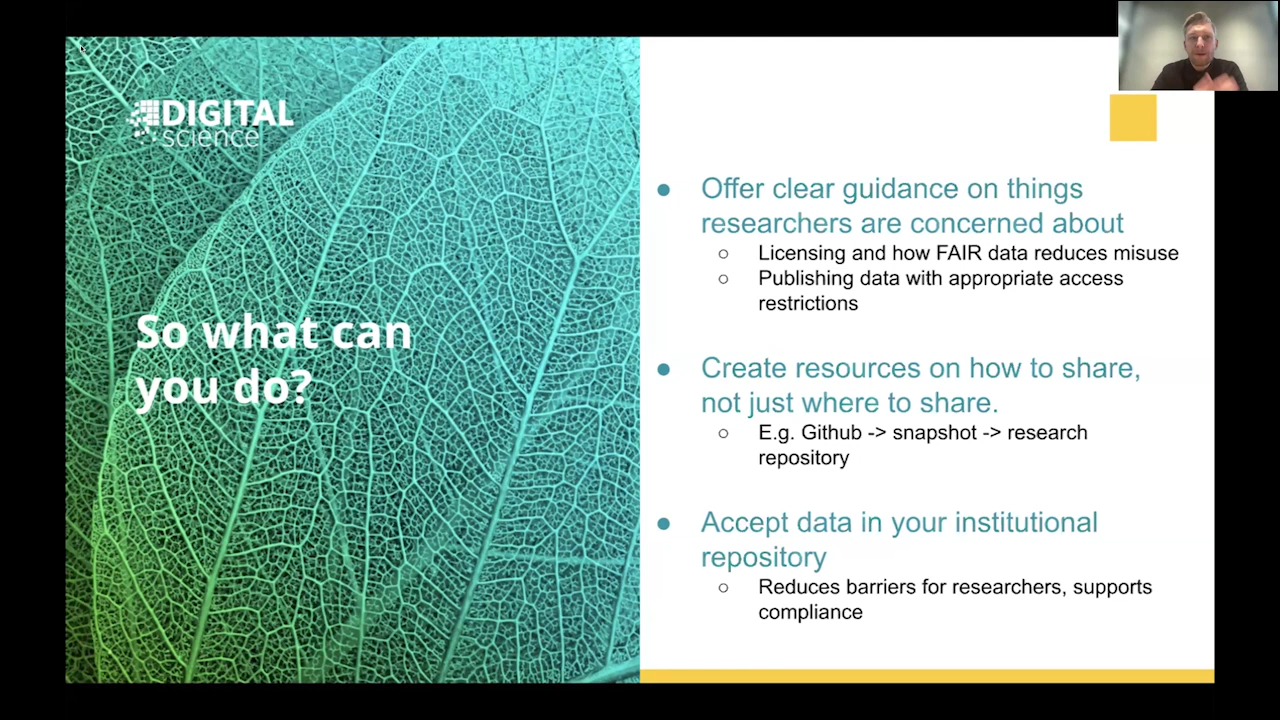 DIGITAL
science
So what can
you do?
● Offer clear guidance on things
researchers are concerned about
○ Licensing and how FAIR data reduces misuse
○ Publishing data with appropriate access
restrictions
● Create resources on how to share,
not just where to share.
○ E.g. Github -> snapshot -> research
repository
● Accept data in your institutional
repository
○ Reduces barriers for researchers, supports
compliance